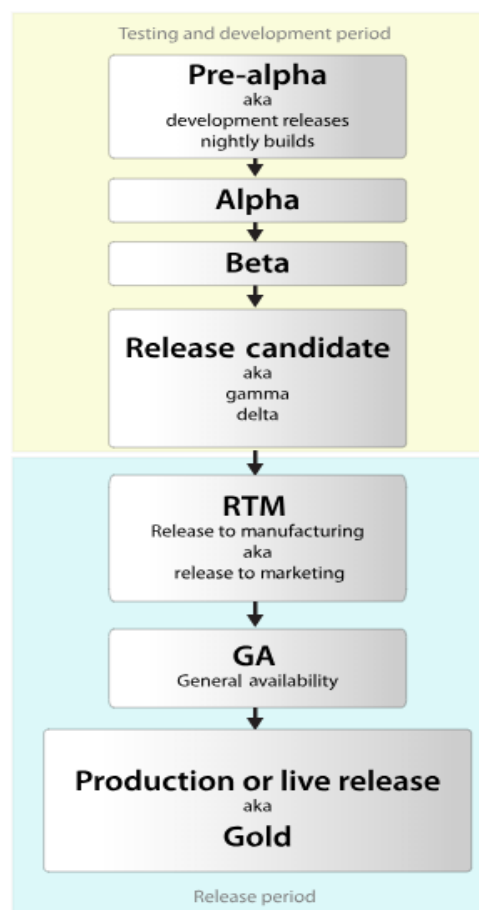 Testing and development period
Pre-alpha
aka
development releases
nightly builds
Alpha
Beta
Release candidate
aka
gamma
delta
RTM
Release to manufacturing
aka
release to marketing
GA
General availability
Production or live release
aka
Gold
Release period